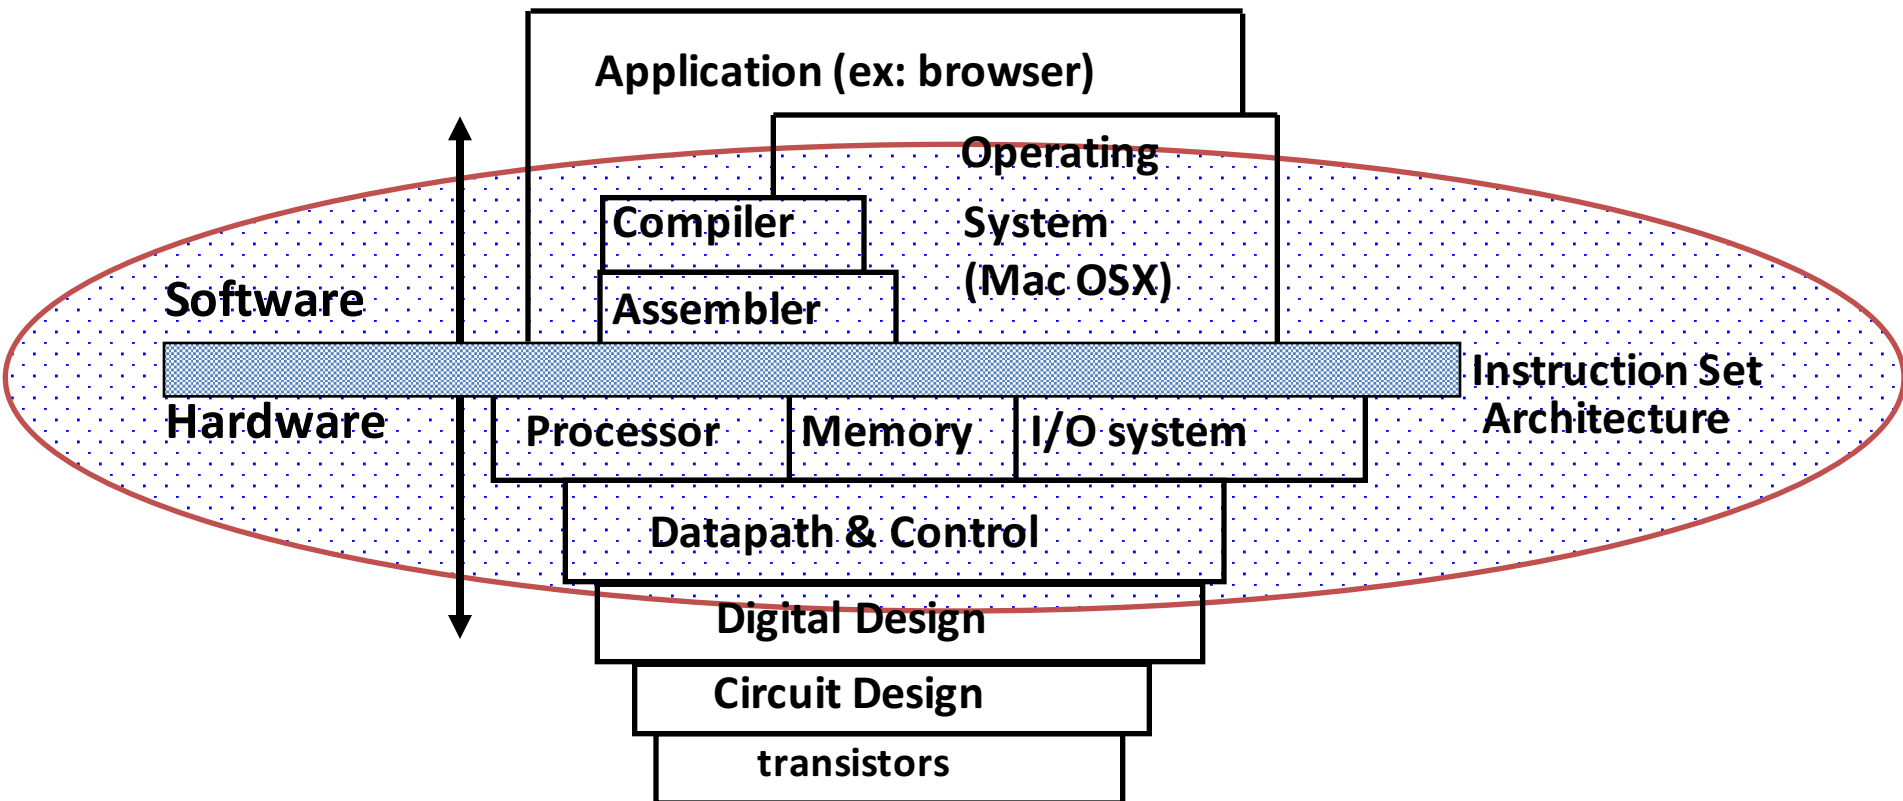 Application (ex: browser)
Operating
Compiler
System
(Mac OSX)
Software
Assembler
Instruction Set
Architecture
Hardware
Processor
Memory
I/O system
Datapath & Control
Digital Design
Circuit Design
transistors